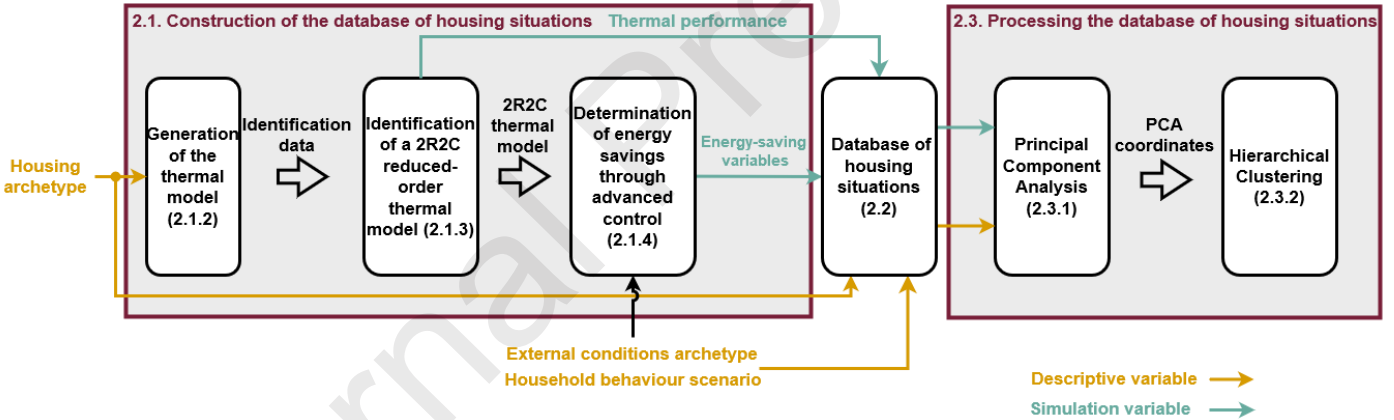 2.1. Construction of the database of housing situations
Thermal performance
2.3. Processing the database of housing situations
Housing
archetype
Generation
of the
thermal
model
(2.1.2)
Identification
data
Identification
of a 2R2C
reduced-
order
thermal
model (2.1.3)
2R2C
thermal
model
Determination
of energy
savings
through
advanced
control
(2.1.4)
Energy-saving
variables
Database of
housing
situations
(2.2)
Principal
Component
Analysis
(2.3.1)
PCA
coordinates
Hierarchical
Clustering
(2.3.2)
External conditions archetype
Household behaviour scenario
Descriptive variable
Simulation variable